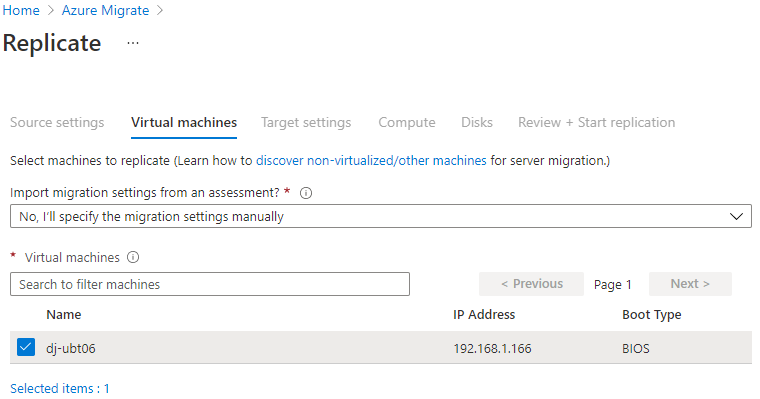 Home > Azure Migrate >
Replicate ...
Source settings Virtual machines Target settings Compute Disks Review + Start replication
Select machines to replicate (Learn how to discover non-virtualized/other machines for server migration.)
Import migration settings from an assessment? *
No, I'll specify the migration settings manually
* Virtual machines
Search to filter machines < Previous Page 1 Next >
Name IP Address Boot Type
dj-ubt06 192.168.1.166 BIOS
Selected items : 1